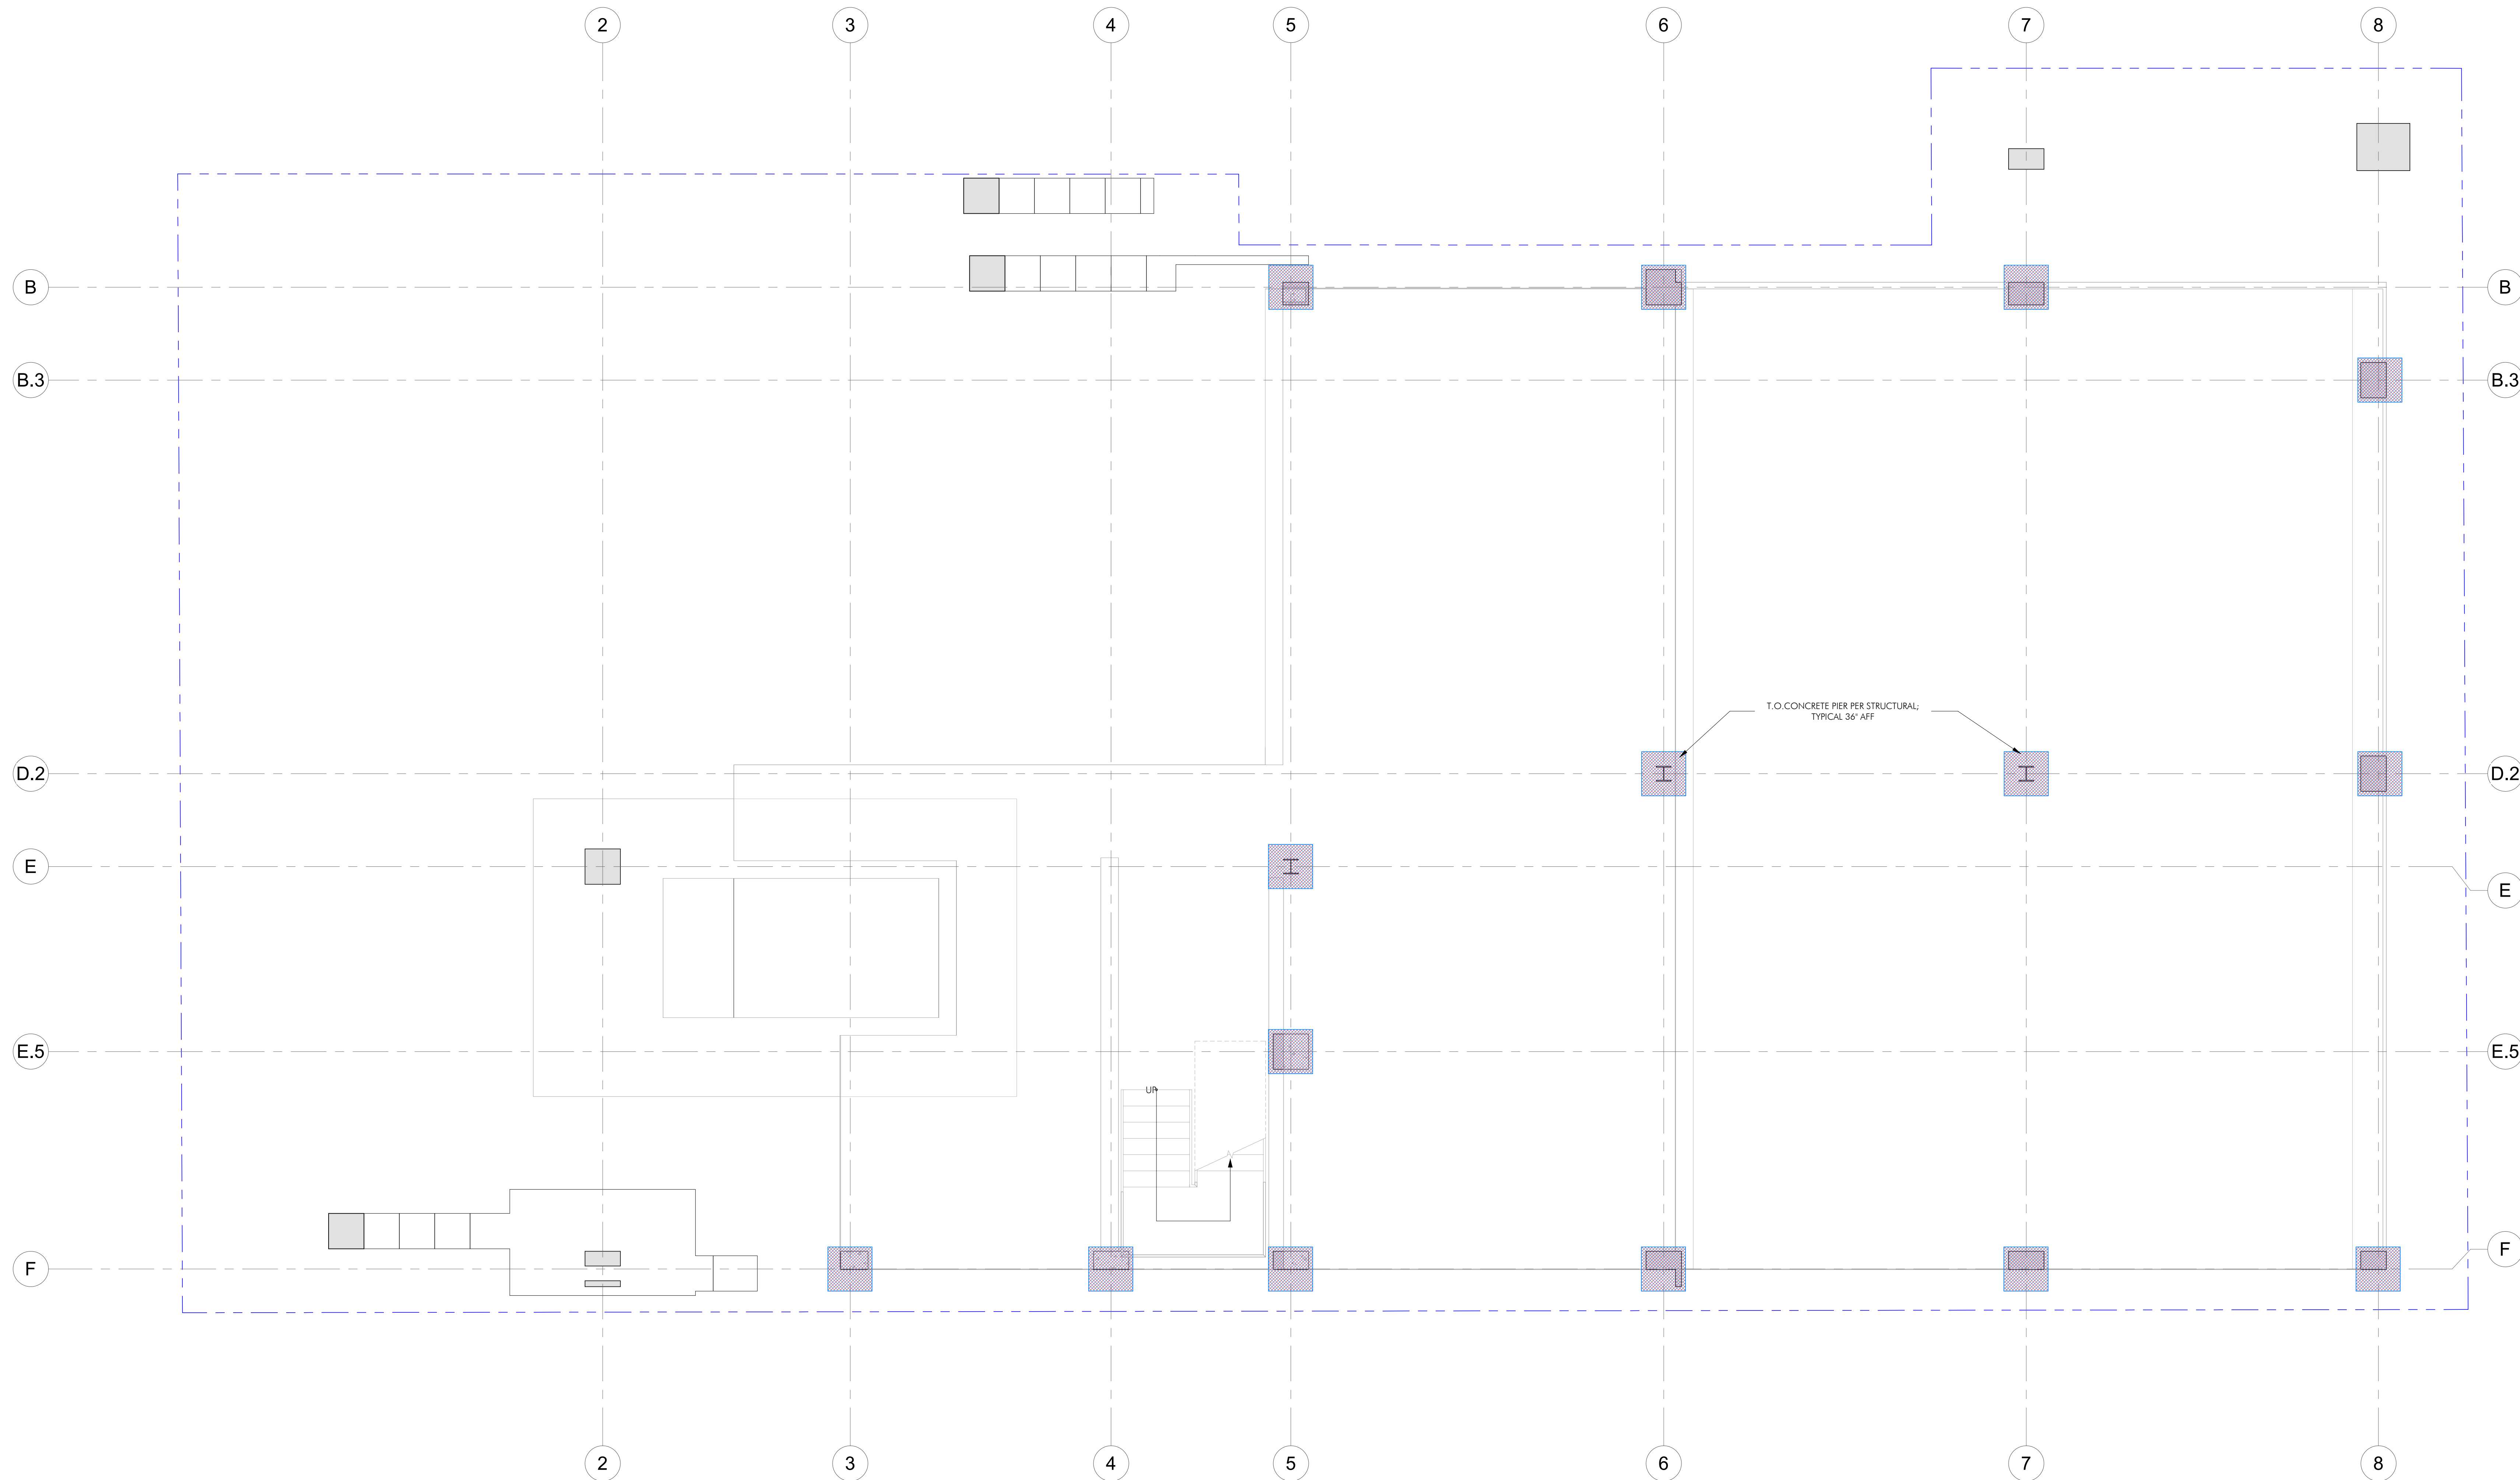 2
3
4
5
6
7
8
B
B
B.3
B.3
T.O.CONCRETE PIER PER STRUCTURAL;
TYPICAL 36" AFF
D.2
D.2
E
E
E.5
E.5
UP
F
F
2
3
4
5
6
7
8